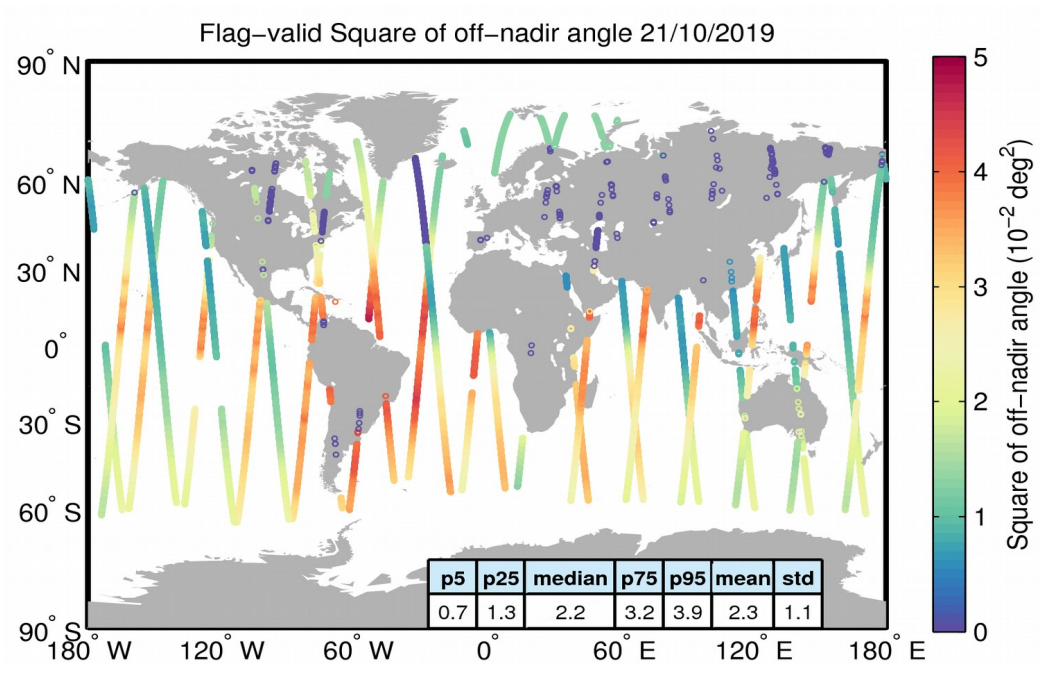 Flag−valid Square of off−nadir angle 21/10/2019
90° N
60° N
30° N
0°
30° S
60° S
90° S
180° W
120° W
60° W
0°
60° E
120° E
180° E
p5 p25 median p75 p95 mean std
0.7 1.3 2.2 3.2 3.9 2.3 1.1
5
4
3
2
1
0
Square of off−nadir angle (10⁻² deg²)